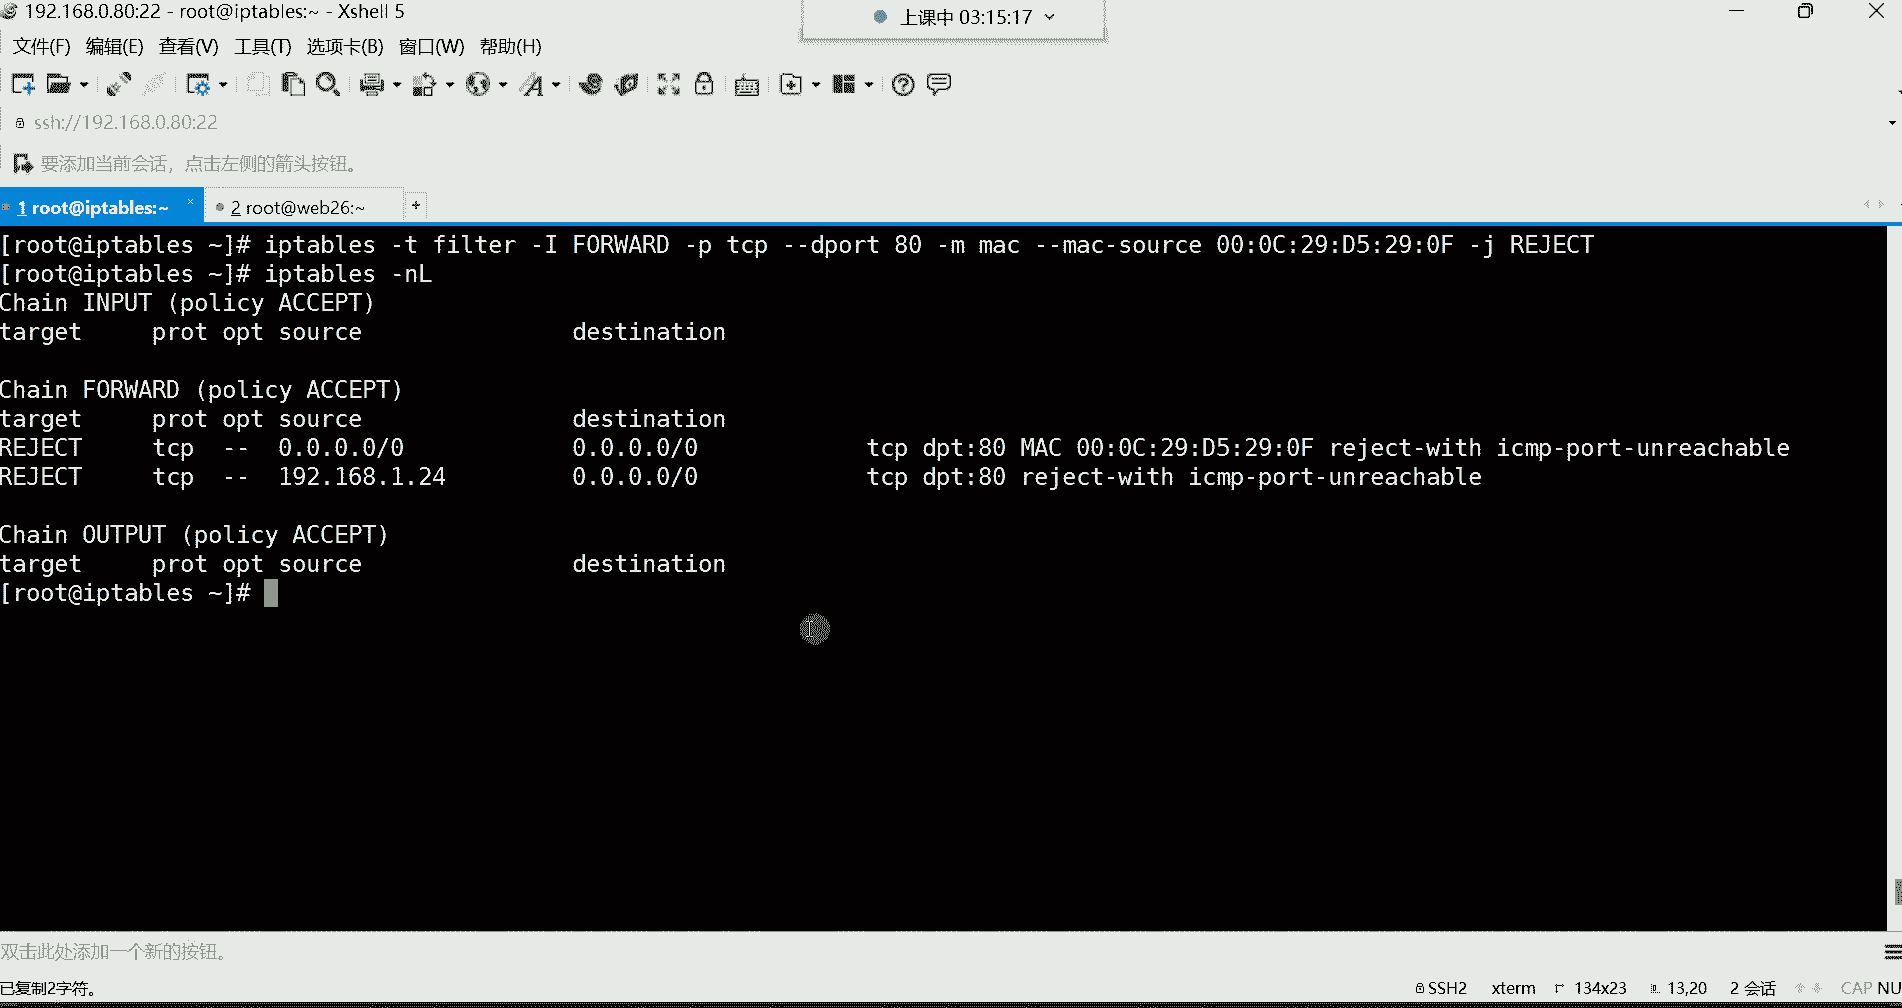 192.168.0.80:22 - root@iptables:~ - Xshell 5
上课中 03:15:17
文件(F) 编辑(E) 查看(V) 工具(T) 选项卡(B) 窗口(W) 帮助(H)
ssh://192.168.0.80:22
要添加当前会话，点击左侧的箭头按钮。
1 root@iptables:~ × 2 root@web26:~ +
[root@iptables ~]# iptables -t filter -I FORWARD -p tcp --dport 80 -m mac --mac-source 00:0C:29:D5:29:0F -j REJECT
[root@iptables ~]# iptables -nL
Chain INPUT (policy ACCEPT)
target     prot opt source               destination
Chain FORWARD (policy ACCEPT)
target     prot opt source               destination
REJECT     tcp  --  0.0.0.0/0            0.0.0.0/0            tcp dpt:80 MAC 00:0C:29:D5:29:0F reject-with icmp-port-unreachable
REJECT     tcp  --  192.168.1.24         0.0.0.0/0            tcp dpt:80 reject-with icmp-port-unreachable
Chain OUTPUT (policy ACCEPT)
target     prot opt source               destination
[root@iptables ~]#
双击此处添加一个新的按钮。
已复制2字符。 SSH2 xterm 134x23 13,20 2 会话 CAP NU